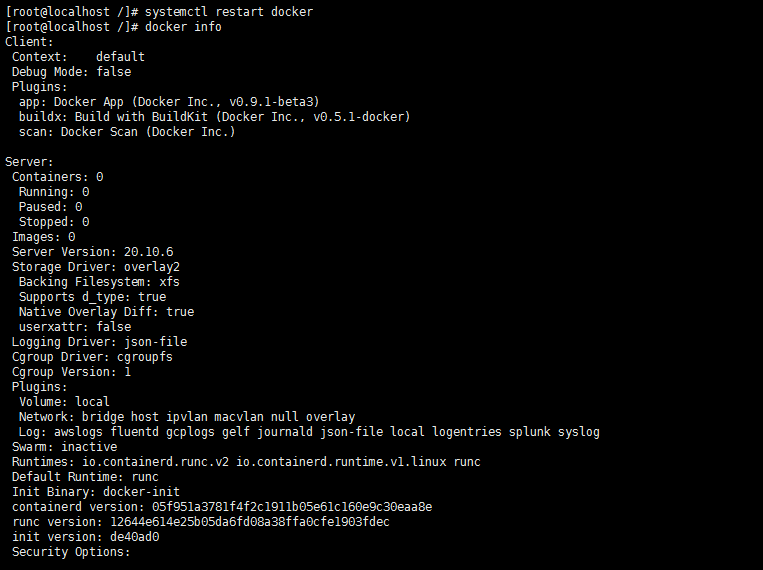 [root@localhost /]# systemctl restart docker
[root@localhost /]# docker info
Client:
 Context:    default
 Debug Mode: false
 Plugins:
  app: Docker App (Docker Inc., v0.9.1-beta3)
  buildx: Build with BuildKit (Docker Inc., v0.5.1-docker)
  scan: Docker Scan (Docker Inc.)

Server:
 Containers: 0
  Running: 0
  Paused: 0
  Stopped: 0
 Images: 0
 Server Version: 20.10.6
 Storage Driver: overlay2
  Backing Filesystem: xfs
  Supports d_type: true
  Native Overlay Diff: true
  userxattr: false
 Logging Driver: json-file
 Cgroup Driver: cgroupfs
 Cgroup Version: 1
 Plugins:
  Volume: local
  Network: bridge host ipvlan macvlan null overlay
  Log: awslogs fluentd gcplogs gelf journald json-file local logentries splunk syslog
 Swarm: inactive
 Runtimes: io.containerd.runc.v2 io.containerd.runtime.v1.linux runc
 Default Runtime: runc
 Init Binary: docker-init
 containerd version: 05f951a3781f4f2c1911b05e61c160e9c30eaa8e
 runc version: 12644e614e25b05da6fd08a38ffa0cfe1903fdec
 init version: de40ad0
 Security Options: